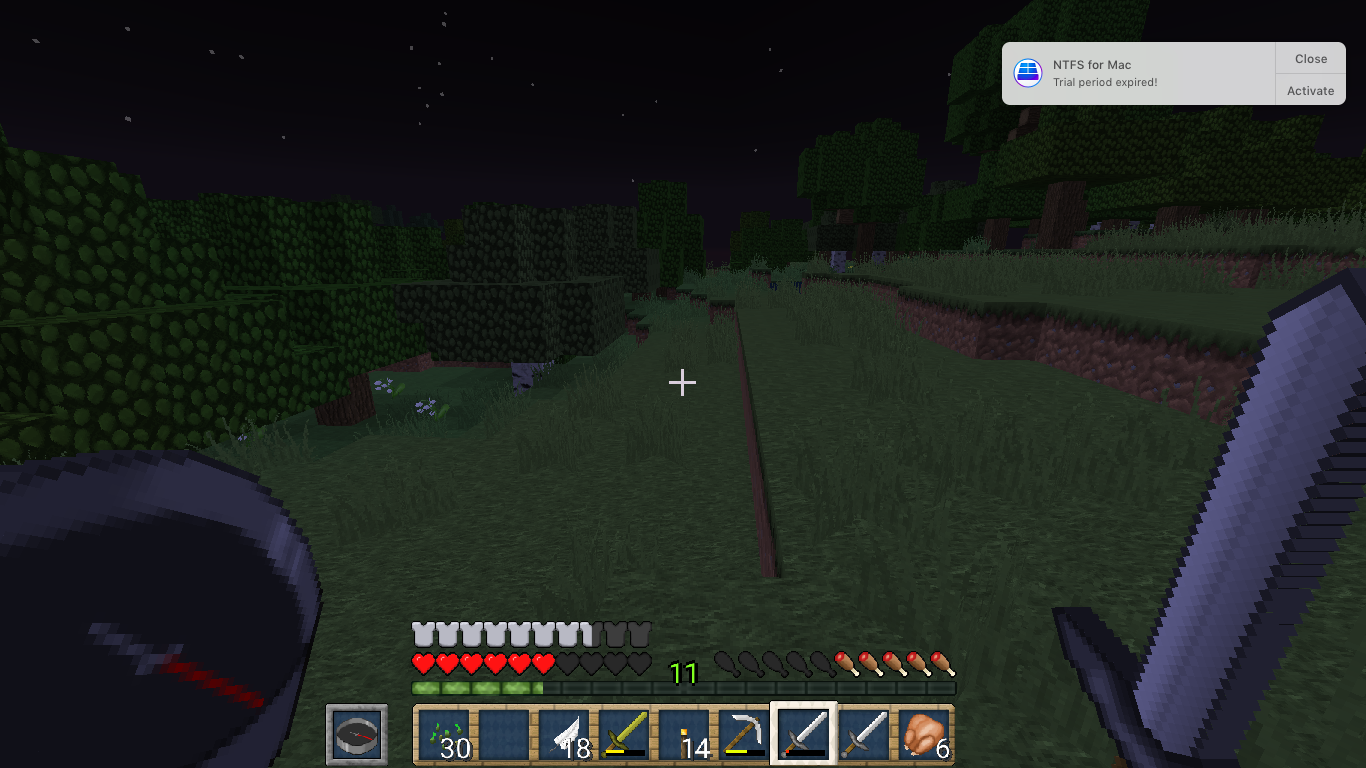 NTFS for Mac
Trial period expired!
Close
Activate
11
30
18
14
6